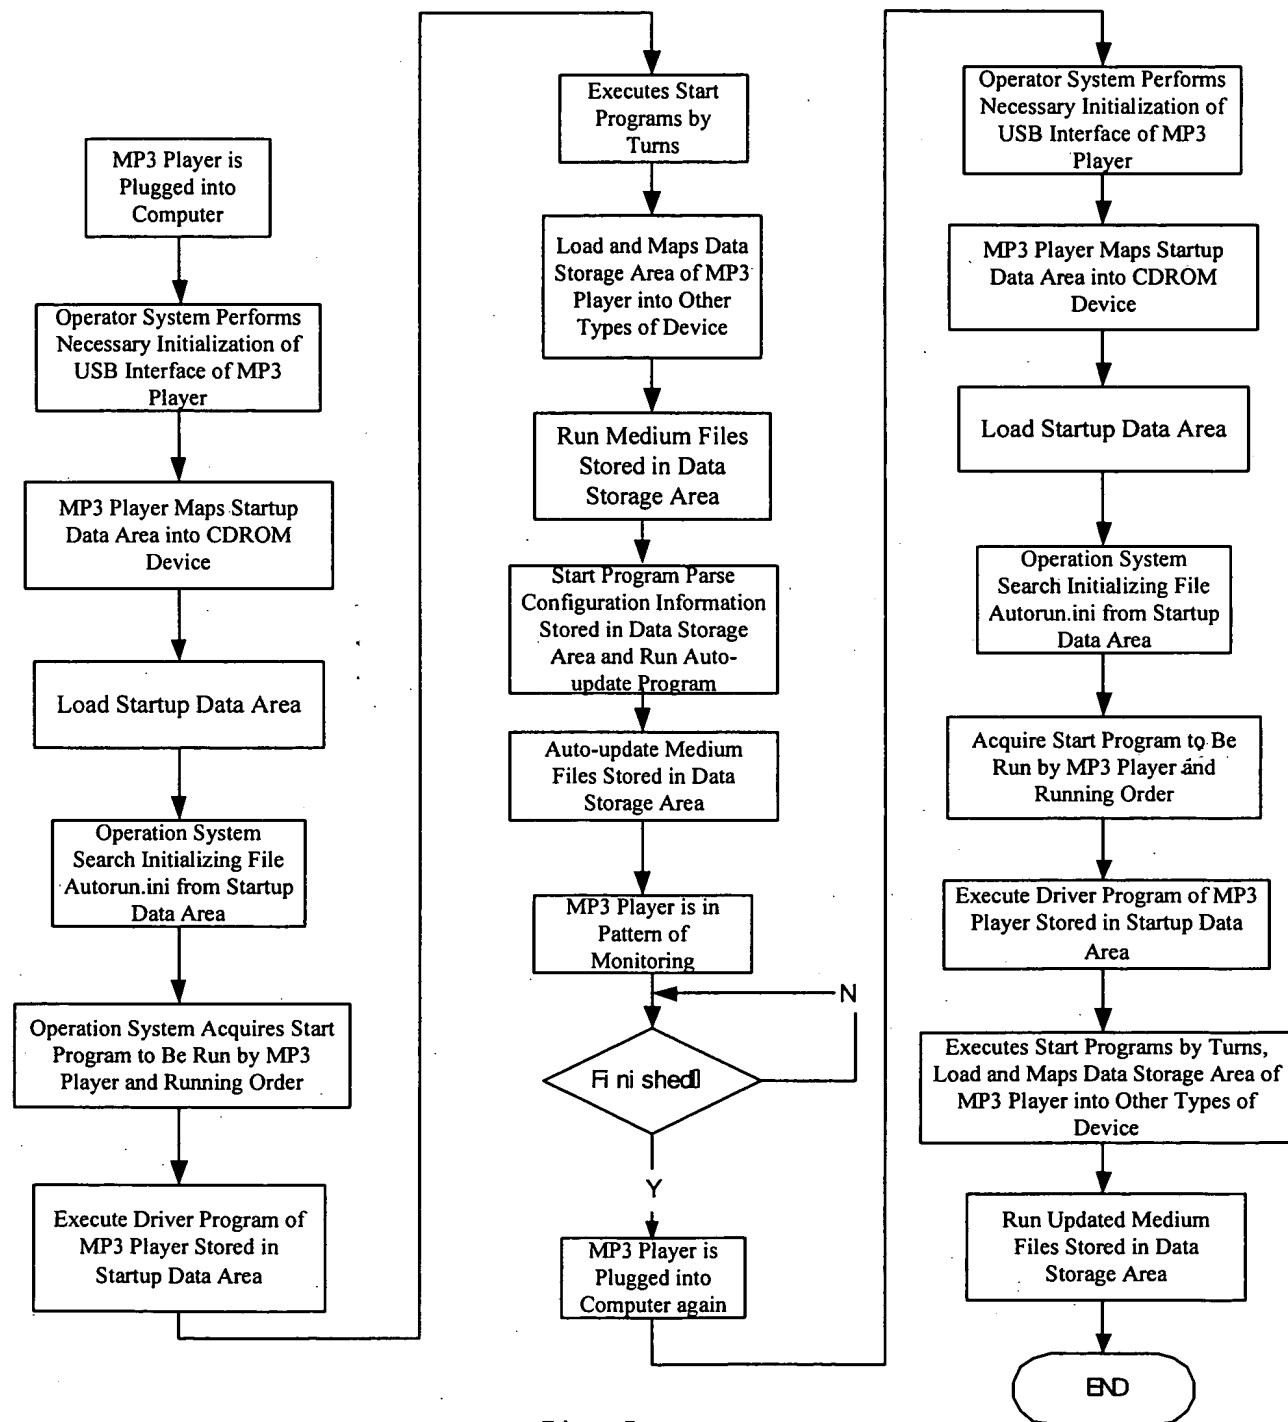 MP3 Player is
Plugged into
Computer
Operator System Performs
Necessary Initialization of
USB Interface of MP3
Player
MP3 Player Maps Startup
Data Area into CDROM
Device
Load Startup Data Area
Operation System
Search Initializing File
Autorun.ini from Startup
Data Area
Operation System Acquires Start
Program to Be Run by MP3
Player and Running Order
Execute Driver Program of
MP3 Player Stored in
Startup Data Area
Executes Start
Programs by
Turns
Load and Maps Data
Storage Area of MP3
Player into Other
Types of Device
Run Medium Files
Stored in Data
Storage Area
Start Program Parse
Configuration Information
Stored in Data Storage
Area and Run Auto-
update Program
Auto-update Medium
Files Stored in Data
Storage Area
MP3 Player is in
Pattern of
Monitoring
N
Finished
Y
MP3 Player is
Plugged into
Computer again
Operator System Performs
Necessary Initialization of
USB Interface of MP3
Player
MP3 Player Maps Startup
Data Area into CDROM
Device
Load Startup Data Area
Operation System
Search Initializing File
Autorun.ini from Startup
Data Area
Acquire Start Program to Be
Run by MP3 Player and
Running Order
Execute Driver Program of MP3
Player Stored in Startup Data
Area
Executes Start Programs by Turns,
Load and Maps Data Storage Area of
MP3 Player into Other Types of
Device
Run Updated Medium
Files Stored in Data
Storage Area
END